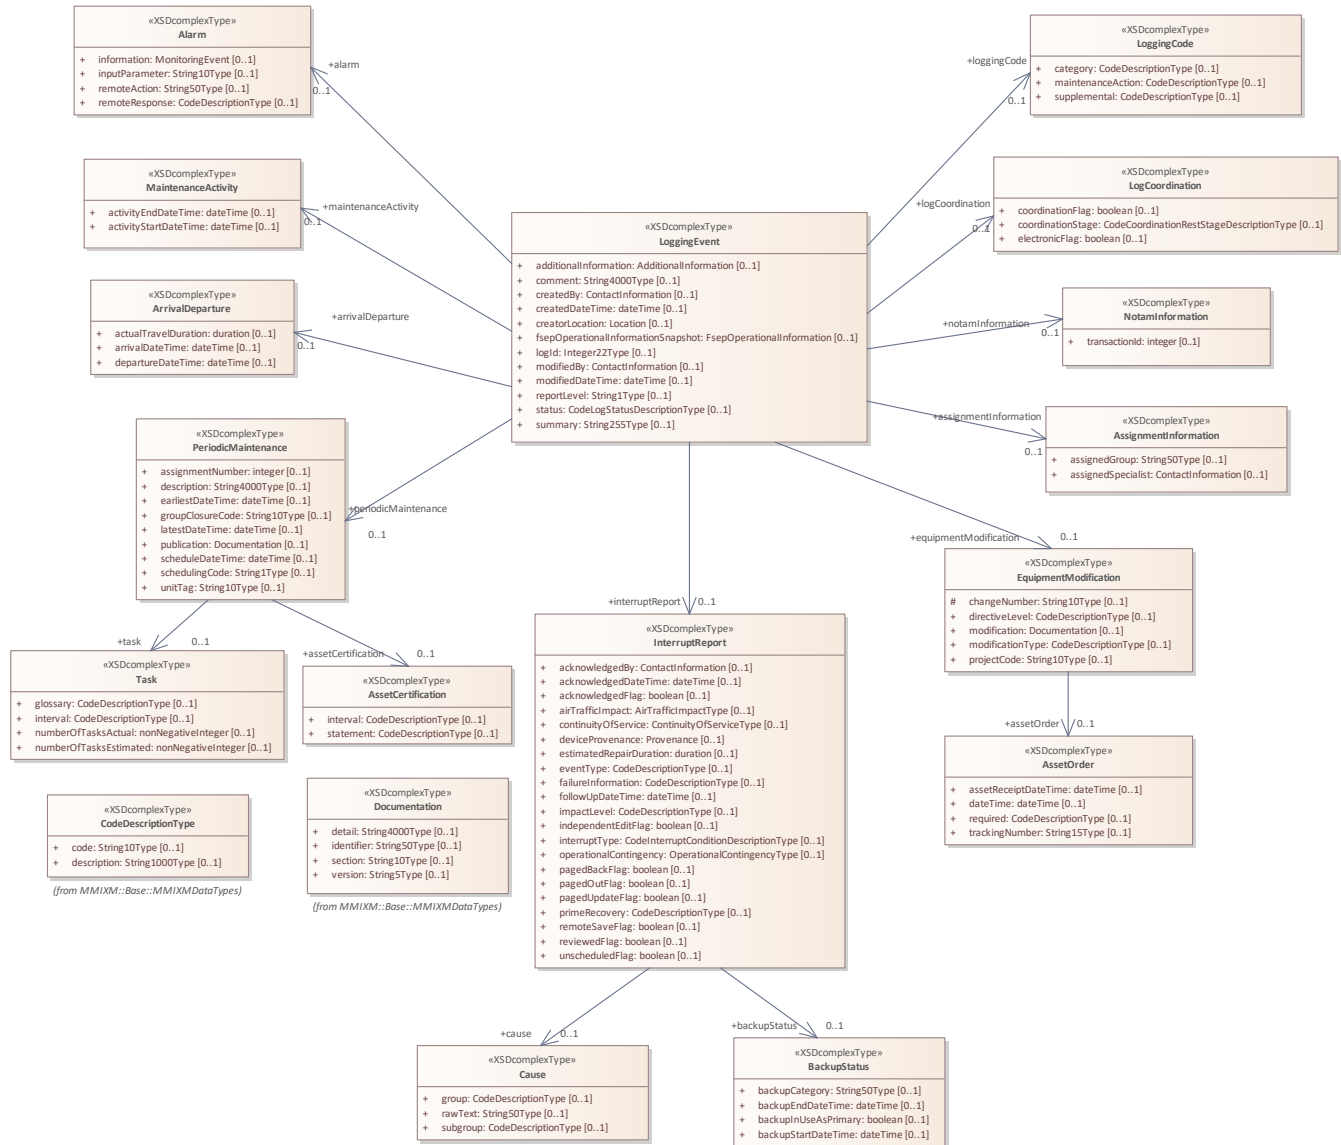 «XSDcomplexType»
Alarm
+ information: MonitoringEvent [0..1]
+ inputParameter: String10Type [0..1]
+ remoteAction: String50Type [0..1]
+ remoteResponse: CodeDescriptionType [0..1]
+alarm
0..1
«XSDcomplexType»
LoggingCode
+ category: CodeDescriptionType [0..1]
+ maintenanceAction: CodeDescriptionType [0..1]
+ supplemental: CodeDescriptionType [0..1]
+loggingCode
0..1
«XSDcomplexType»
MaintenanceActivity
+ activityEndDateTime: dateTime [0..1]
+ activityStartDateTime: dateTime [0..1]
+maintenanceActivity
0..1
«XSDcomplexType»
LogCoordination
+ coordinationFlag: boolean [0..1]
+ coordinationStage: CodeCoordinationRestStageDescriptionType [0..1]
+ electronicFlag: boolean [0..1]
+logCoordination
0..1
«XSDcomplexType»
LoggingEvent
+ additionalInformation: AdditionalInformation [0..1]
+ comment: String4000Type [0..1]
+ createdBy: ContactInformation [0..1]
+ createdDateTime: dateTime [0..1]
+ creatorLocation: Location [0..1]
+ fsepOperationalInformationSnapshot: FsepOperationalInformation [0..1]
+ logId: Integer22Type [0..1]
+ modifiedBy: ContactInformation [0..1]
+ modifiedDateTime: dateTime [0..1]
+ reportLevel: String1Type [0..1]
+ status: CodeLogStatusDescriptionType [0..1]
+ summary: String255Type [0..1]
«XSDcomplexType»
ArrivalDeparture
+ actualTravelDuration: duration [0..1]
+ arrivalDateTime: dateTime [0..1]
+ departureDateTime: dateTime [0..1]
+arrivalDeparture
0..1
«XSDcomplexType»
NotamInformation
+ transactionId: integer [0..1]
+notamInformation
0..1
«XSDcomplexType»
AssignmentInformation
+ assignedGroup: String50Type [0..1]
+ assignedSpecialist: ContactInformation [0..1]
+assignmentInformation
0..1
«XSDcomplexType»
PeriodicMaintenance
+ assignmentNumber: integer [0..1]
+ description: String4000Type [0..1]
+ earliestDateTime: dateTime [0..1]
+ groupClosureCode: String10Type [0..1]
+ latestDateTime: dateTime [0..1]
+ publication: Documentation [0..1]
+ scheduleDateTime: dateTime [0..1]
+ schedulingCode: String1Type [0..1]
+ unitTag: String10Type [0..1]
+periodicMaintenance
0..1
+equipmentModification
0..1
«XSDcomplexType»
EquipmentModification
# changeNumber: String10Type [0..1]
+ directiveLevel: CodeDescriptionType [0..1]
+ modification: Documentation [0..1]
+ modificationType: CodeDescriptionType [0..1]
+ projectCode: String10Type [0..1]
+interruptReport
0..1
«XSDcomplexType»
InterruptReport
+ acknowledgedBy: ContactInformation [0..1]
+ acknowledgedDateTime: dateTime [0..1]
+ acknowledgedFlag: boolean [0..1]
+ airTrafficImpact: AirTrafficImpactType [0..1]
+ continuityOfService: ContinuityOfServiceType [0..1]
+ deviceProvenance: Provenance [0..1]
+ estimatedRepairDuration: duration [0..1]
+ eventType: CodeDescriptionType [0..1]
+ failureInformation: CodeDescriptionType [0..1]
+ followUpDateTime: dateTime [0..1]
+ impactLevel: CodeDescriptionType [0..1]
+ independentEditFlag: boolean [0..1]
+ interruptType: CodeInterruptConditionDescriptionType [0..1]
+ operationalContingency: OperationalContingencyType [0..1]
+ pagedBackFlag: boolean [0..1]
+ pagedOutFlag: boolean [0..1]
+ pagedUpdateFlag: boolean [0..1]
+ primeRecovery: CodeDescriptionType [0..1]
+ remoteSaveFlag: boolean [0..1]
+ reviewedFlag: boolean [0..1]
+ unscheduledFlag: boolean [0..1]
+task
0..1
+assetCertification
0..1
«XSDcomplexType»
Task
+ glossary: CodeDescriptionType [0..1]
+ interval: CodeDescriptionType [0..1]
+ numberOfTasksActual: nonNegativeInteger [0..1]
+ numberOfTasksEstimated: nonNegativeInteger [0..1]
«XSDcomplexType»
AssetCertification
+ interval: CodeDescriptionType [0..1]
+ statement: CodeDescriptionType [0..1]
+assetOrder
0..1
«XSDcomplexType»
AssetOrder
+ assetReceiptDateTime: dateTime [0..1]
+ dateTime: dateTime [0..1]
+ required: CodeDescriptionType [0..1]
+ trackingNumber: String15Type [0..1]
«XSDcomplexType»
CodeDescriptionType
+ code: String10Type [0..1]
+ description: String1000Type [0..1]
(from MMIXM::Base::MMIXMDataTypes)
«XSDcomplexType»
Documentation
+ detail: String4000Type [0..1]
+ identifier: String50Type [0..1]
+ section: String10Type [0..1]
+ version: String5Type [0..1]
(from MMIXM::Base::MMIXMDataTypes)
+cause
0..1
+backupStatus
0..1
«XSDcomplexType»
Cause
+ group: CodeDescriptionType [0..1]
+ rawText: String50Type [0..1]
+ subgroup: CodeDescriptionType [0..1]
«XSDcomplexType»
BackupStatus
+ backupCategory: String50Type [0..1]
+ backupEndDateTime: dateTime [0..1]
+ backupInUseAsPrimary: boolean [0..1]
+ backupStartDateTime: dateTime [0..1]